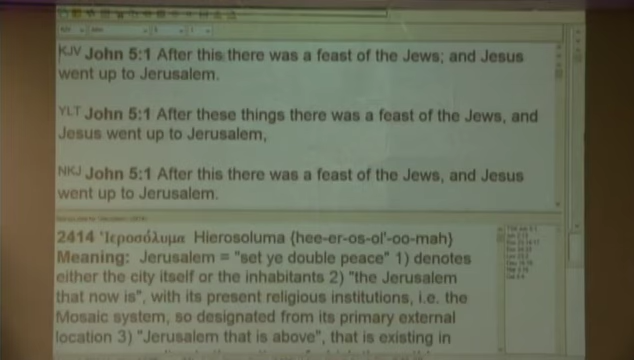 KJV John 5:1 After this there was a feast of the Jews; and Jesus
went up to Jerusalem.
YLT John 5:1 After these things there was a feast of the Jews, and
Jesus went up to Jerusalem,
NKJ John 5:1 After this there was a feast of the Jews, and Jesus
went up to Jerusalem.
2414 Ἱεροσόλυμα Hierosoluma {hee-er-os-ol'-oo-mah}
Meaning: Jerusalem = "set ye double peace" 1) denotes
either the city itself or the inhabitants 2) "the Jerusalem
that now is", with its present religious institutions, i.e. the
Mosaic system, so designated from its primary external
location 3) "Jerusalem that is above", that is existing in